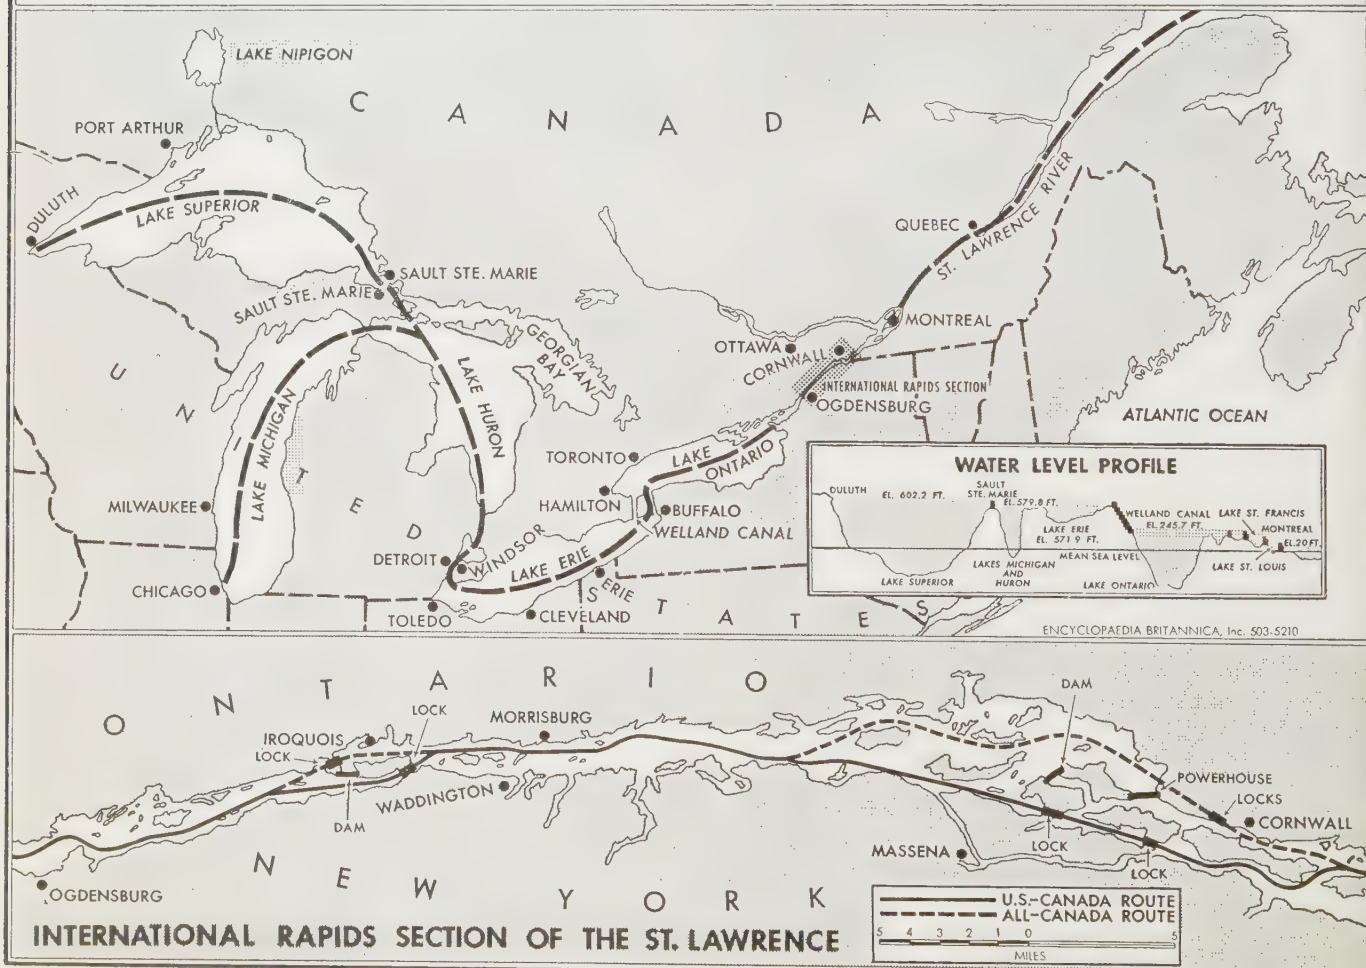 LAKE NIPIGON
CANADA
PORT ARTHUR
DULUTH
LAKE SUPERIOR
SAULT STE. MARIE
SAULT STE. MARIE
GEORGIAN
BAY
LAKE HURON
LAKE MICHIGAN
UNITED
STATES
MILWAUKEE
CHICAGO
DETROIT
WINDSOR
TOLEDO
CLEVELAND
LAKE ERIE
ERIE
TORONTO
HAMILTON
BUFFALO
WELLAND CANAL
LAKE
ONTARIO
OTTAWA
CORNWALL
INTERNATIONAL RAPIDS SECTION
OGDENSBURG
MONTREAL
QUEBEC
ST. LAWRENCE RIVER
ATLANTIC OCEAN
WATER LEVEL PROFILE
DULUTH
EL. 602.2 FT.
SAULT
STE. MARIE
EL. 579.8 FT.
LAKE ERIE
EL. 571.9 FT.
WELLAND CANAL
EL. 245.7 FT.
LAKE ST. FRANCIS
MONTREAL
EL. 20 FT.
MEAN SEA LEVEL
LAKE SUPERIOR
LAKES MICHIGAN
AND
HURON
LAKE ONTARIO
LAKE ST. LOUIS
ENCYCLOPAEDIA BRITANNICA, Inc. 503-5210
ONTARIO
IROQUOIS
LOCK
LOCK
MORRISBURG
DAM
WADDINGTON
DAM
POWERHOUSE
LOCKS
CORNWALL
LOCK
LOCK
MASSENA
OGDENSBURG
NEW YORK
INTERNATIONAL RAPIDS SECTION OF THE ST. LAWRENCE
U.S.-CANADA ROUTE
ALL-CANADA ROUTE
5 4 3 2 1 0 5
MILES